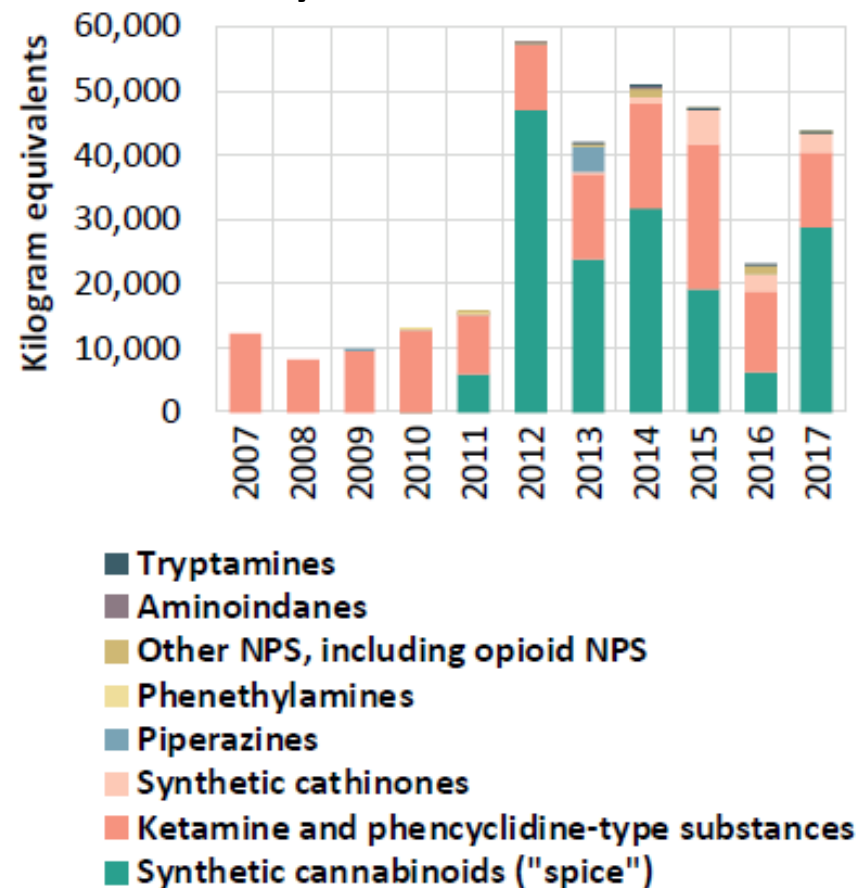 Kilogram equivalents
60,000
50,000
40,000
30,000
20,000
10,000
0
2007
2008
2009
2010
2011
2012
2013
2014
2015
2016
2017
Tryptamines
Aminoindanes
Other NPS, including opioid NPS
Phenethylamines
Piperazines
Synthetic cathinones
Ketamine and phencyclidine-type substances
Synthetic cannabinoids ("spice")